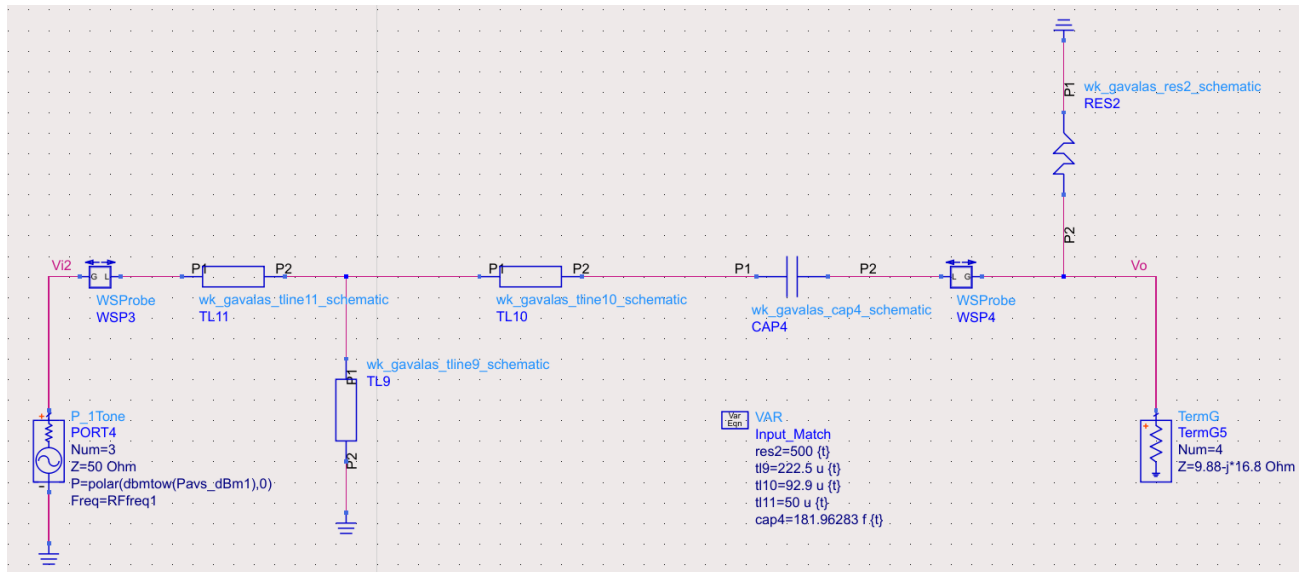 P1
wk_gavalas_res2_schematic
RES2
P2
Vi2
G L
WSProbe
WSP3
P1
P2
wk_gavalas_tline11_schematic
TL11
P1
P2
wk_gavalas_tline10_schematic
TL10
P1
P2
wk_gavalas_cap4_schematic
CAP4
L G
WSProbe
WSP4
Vo
P1
wk_gavalas_tline9_schematic
TL9
P2
P_1Tone
PORT4
Num=3
Z=50 Ohm
P=polar(dbmtow(Pavs_dBm1),0)
Freq=RFfreq1
Var
Eqn
VAR
Input_Match
res2=500 {t}
tl9=222.5 u {t}
tl10=92.9 u {t}
tl11=50 u {t}
cap4=181.96283 f {t}
TermG
TermG5
Num=4
Z=9.88-j*16.8 Ohm